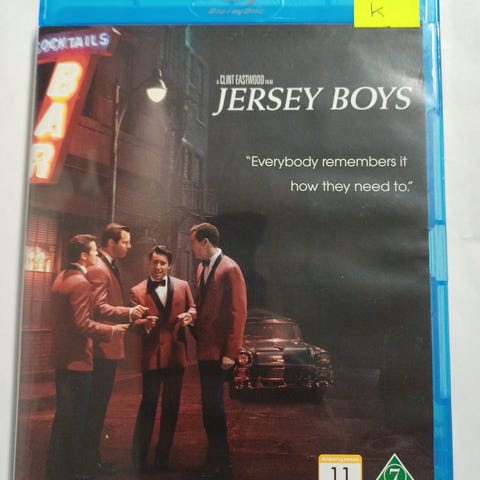 Blu-ray Disc
K
COCKTAILS
BAR
A CLINT EASTWOOD FILM
JERSEY BOYS
"Everybody remembers it
how they need to."
Aldersgrense
11
7